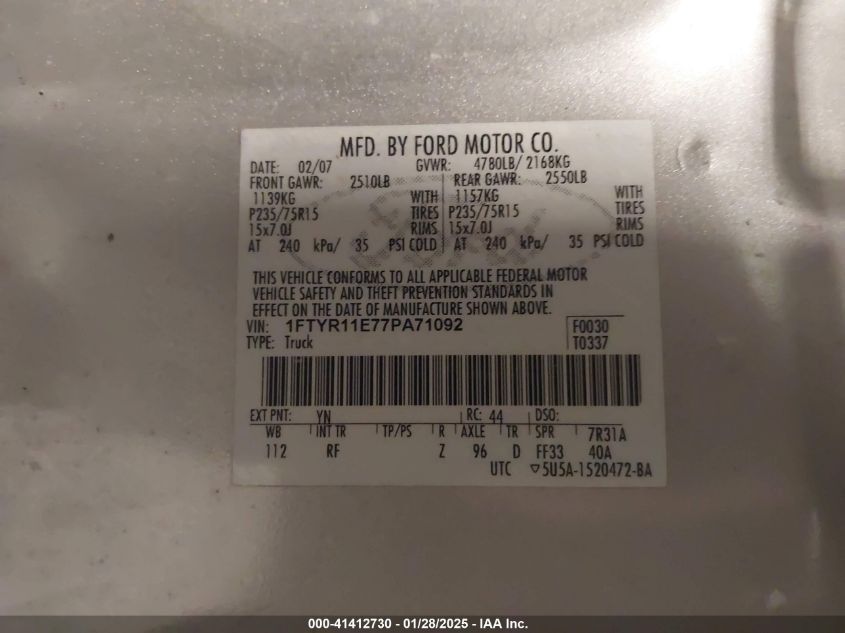 MFD. BY FORD MOTOR CO.
DATE: 02/07 GVWR: 4780LB/ 2168KG
FRONT GAWR: 2510LB REAR GAWR: 2550LB
1139KG WITH 1157KG WITH
P235/75R15 TIRES P235/75R15 TIRES
15x7.0J RIMS 15x7.0J RIMS
AT 240 kPa/ 35 PSI COLD AT 240 kPa/ 35 PSI COLD
THIS VEHICLE CONFORMS TO ALL APPLICABLE FEDERAL MOTOR
VEHICLE SAFETY AND THEFT PREVENTION STANDARDS IN
EFFECT ON THE DATE OF MANUFACTURE SHOWN ABOVE.
VIN: 1FTYR11E77PA71092 F0030
TYPE: Truck T0337
EXT PNT: YN RC: 44 DSO:
WB INT TR TP/PS R AXLE TR SPR 7R31A
112 RF Z 96 D FF33 40A
UTC ▽5U5A-1520472-BA
000-41412730 - 01/28/2025 - IAA Inc.